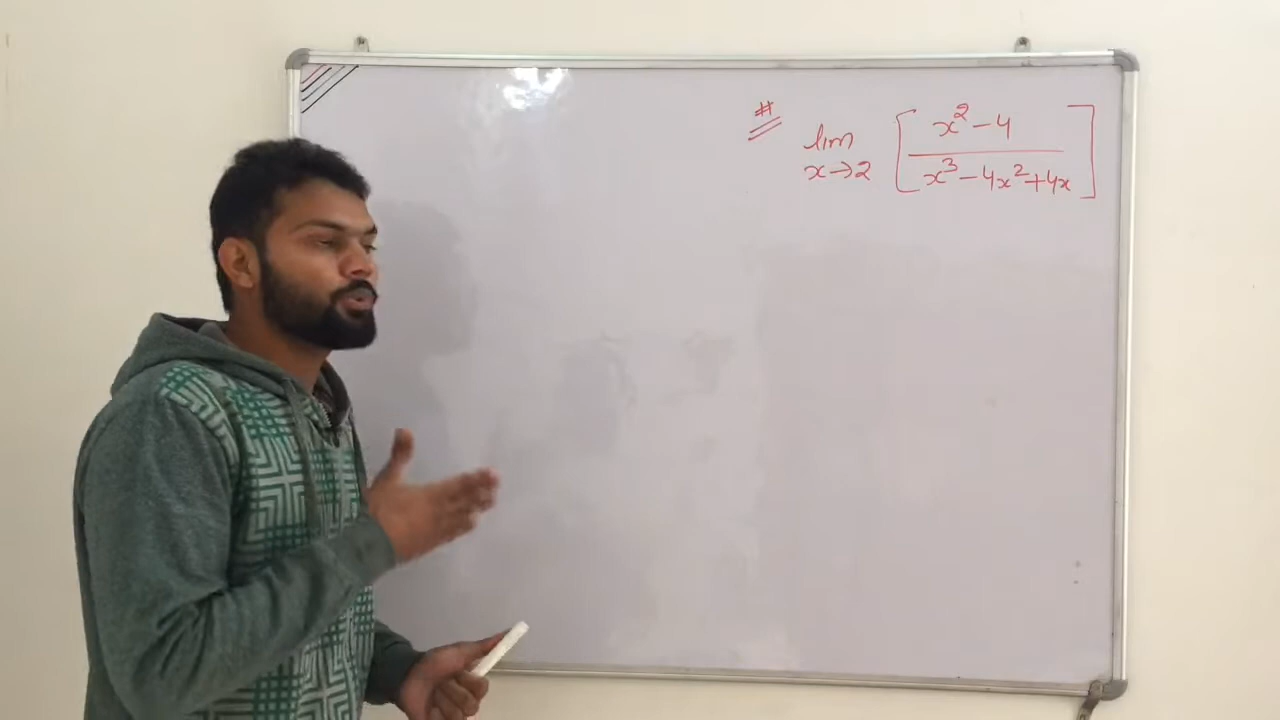 #
lim [ x² - 4 / x³ - 4x² + 4x ]
x→2